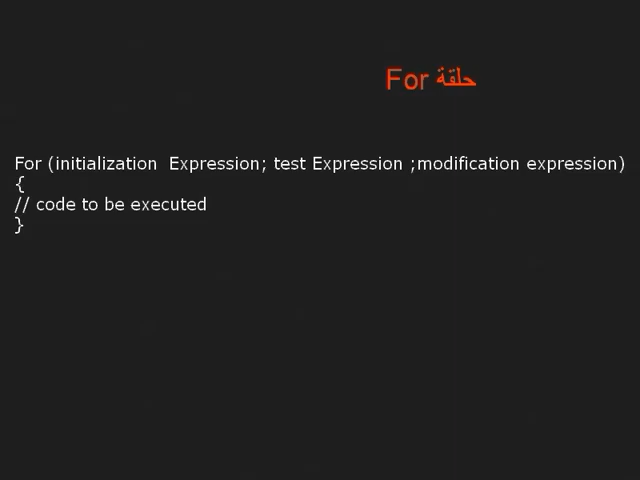 حلقة For
For (initialization Expression; test Expression ;modification expression)
{
// code to be executed
}